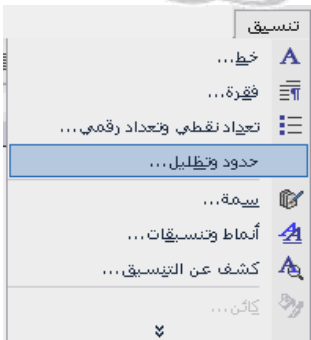 تنسيق
خط...
فقرة...
تعداد نقطي وتعداد رقمي...
حدود وتظليل...
سمة...
أنماط وتنسيقات...
كشف عن التنسيق...
كائن...